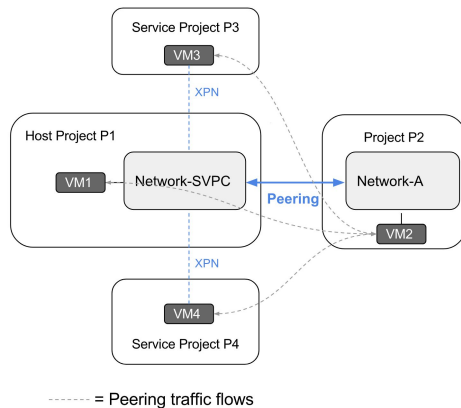 Service Project P3
VM3
XPN
Host Project P1
Project P2
VM1
Network-SVPC
Peering
Network-A
VM2
XPN
VM4
Service Project P4
= Peering traffic flows